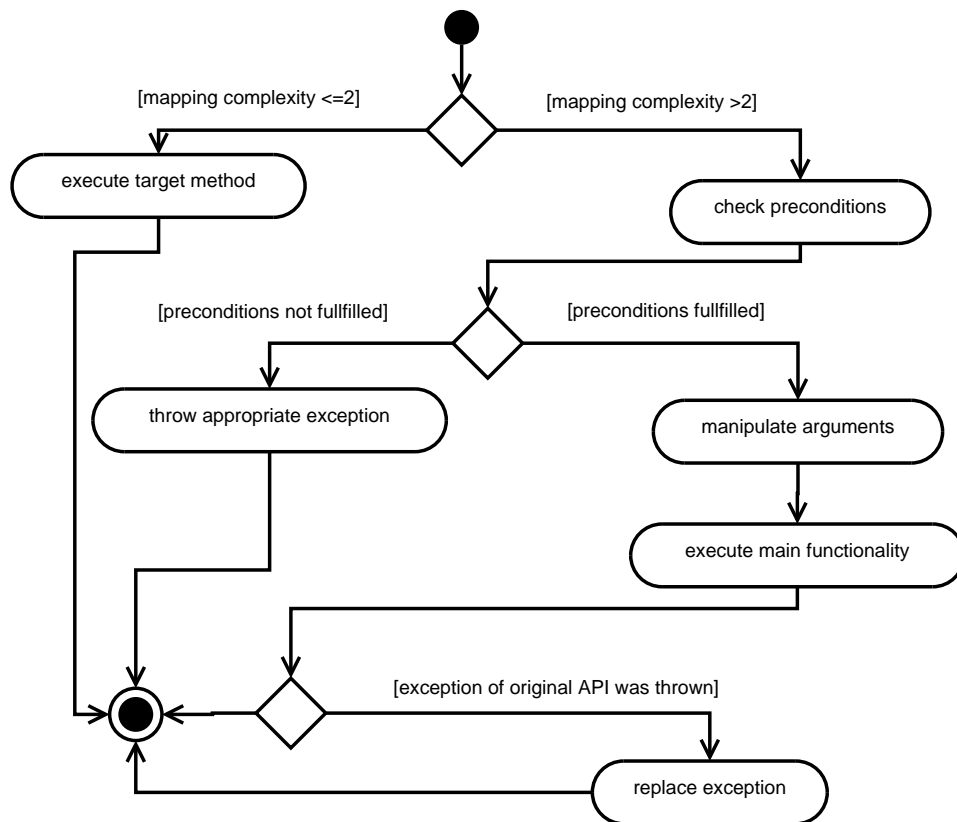 [mapping complexity <=2]
[mapping complexity >2]
execute target method
check preconditions
[preconditions not fullfilled]
[preconditions fullfilled]
throw appropriate exception
manipulate arguments
execute main functionality
[exception of original API was thrown]
replace exception